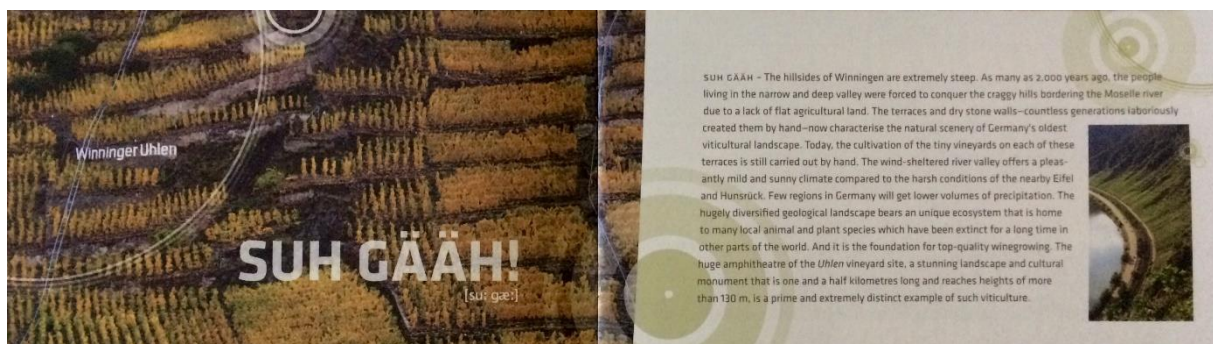 Winninger Uhlen
SUH GÄÄH!
[su: gæ:]
SUH GÄÄH – The hillsides of Winningen are extremely steep. As many as 2,000 years ago, the people
living in the narrow and deep valley were forced to conquer the craggy hills bordering the Moselle river
due to a lack of flat agricultural land. The terraces and dry stone walls—countless generations laboriously
created them by hand—now characterise the natural scenery of Germany's oldest
viticultural landscape. Today, the cultivation of the tiny vineyards on each of these
terraces is still carried out by hand. The wind-sheltered river valley offers a pleas-
antly mild and sunny climate compared to the harsh conditions of the nearby Eifel
and Hunsrück. Few regions in Germany will get lower volumes of precipitation. The
hugely diversified geological landscape bears an unique ecosystem that is home
to many local animal and plant species which have been extinct for a long time in
other parts of the world. And it is the foundation for top-quality winegrowing. The
huge amphitheatre of the Uhlen vineyard site, a stunning landscape and cultural
monument that is one and a half kilometres long and reaches heights of more
than 130 m, is a prime and extremely distinct example of such viticulture.